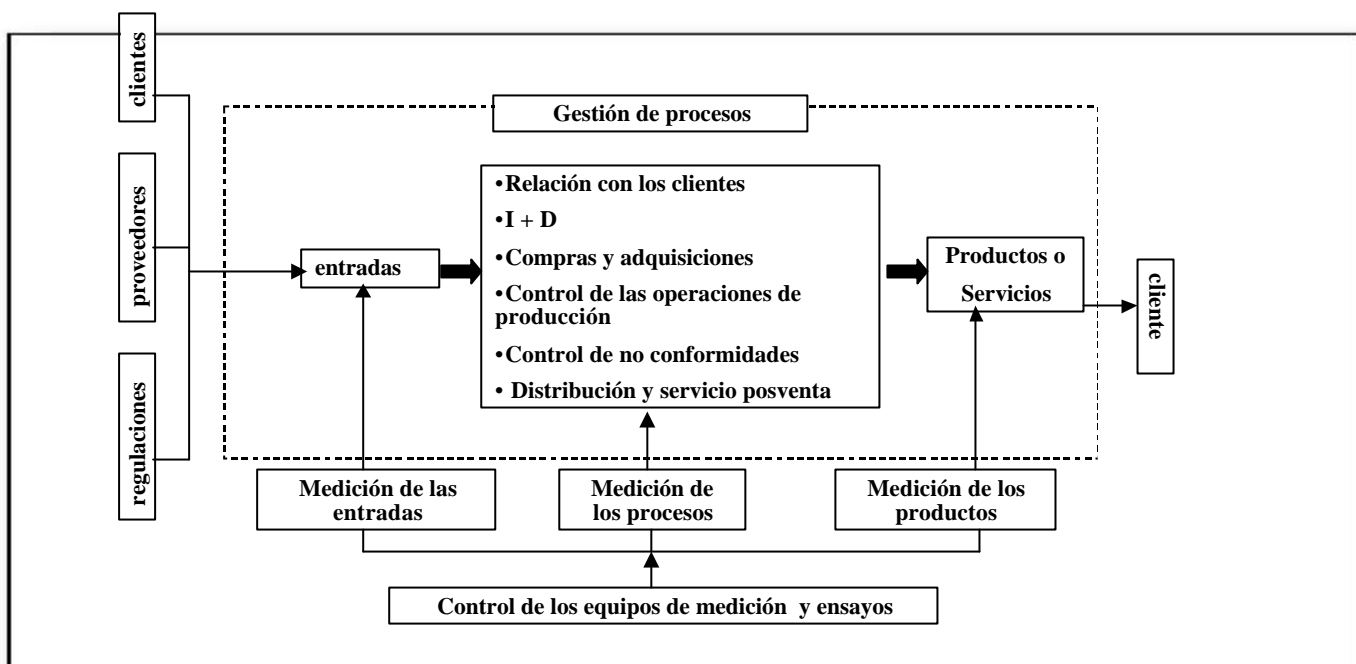 clientes
proveedores
regulaciones
Gestión de procesos
entradas
•Relación con los clientes
•I + D
•Compras y adquisiciones
•Control de las operaciones de
producción
•Control de no conformidades
• Distribución y servicio posventa
Productos o
Servicios
cliente
Medición de las
entradas
Medición de
los procesos
Medición de los
productos
Control de los equipos de medición y ensayos